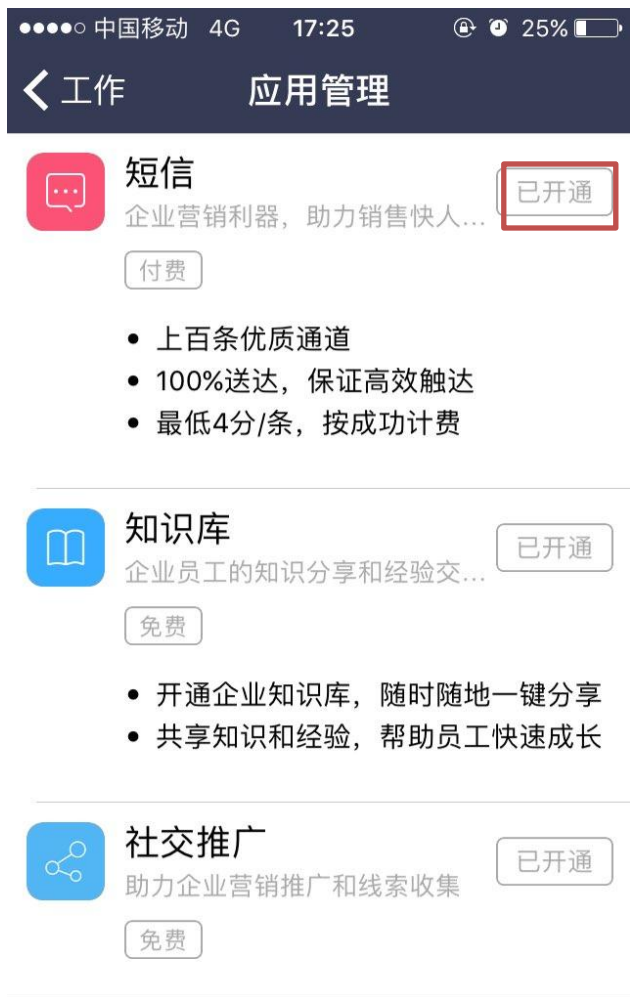 中国移动 4G 17:25 25%
工作 应用管理
短信
已开通
企业营销利器，助力销售快人...
付费
• 上百条优质通道
• 100%送达，保证高效触达
• 最低4分/条，按成功计费
知识库
已开通
企业员工的知识分享和经验交...
免费
• 开通企业知识库，随时随地一键分享
• 共享知识和经验，帮助员工快速成长
社交推广
已开通
助力企业营销推广和线索收集
免费